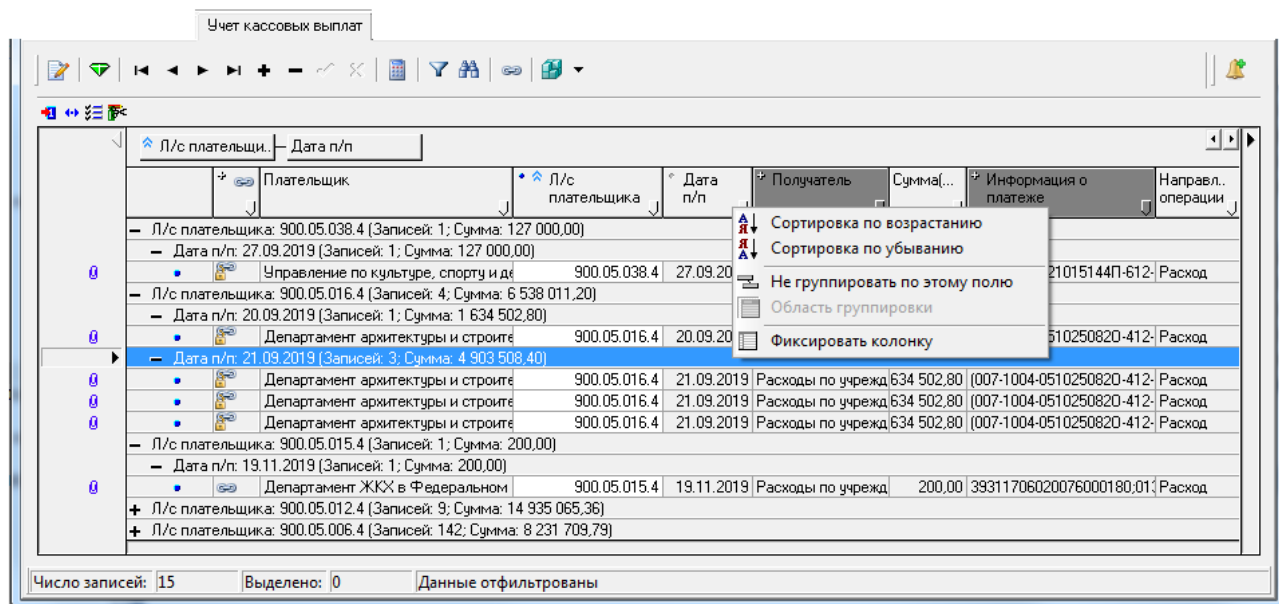 Учет кассовых выплат
Л/с плательщи.. Дата п/п
Плательщик Л/с плательщика Дата п/п Получатель Сумма(... Информация о платеже Направл.. операции
Л/с плательщика: 900.05.038.4 (Записей: 1; Сумма: 127 000,00)
Дата п/п: 27.09.2019 (Записей: 1; Сумма: 127 000,00)
Управление по культуре, спорту и де 900.05.038.4 27.09.20 21015144П-612- Расход
Л/с плательщика: 900.05.016.4 (Записей: 4; Сумма: 6 538 011,20)
Дата п/п: 20.09.2019 (Записей: 1; Сумма: 1 634 502,80)
Департамент архитектуры и строите 900.05.016.4 20.09.20 510250820-412- Расход
Дата п/п: 21.09.2019 (Записей: 3; Сумма: 4 903 508,40)
Департамент архитектуры и строите 900.05.016.4 21.09.2019 Расходы по учрежд 634 502,80 (007-1004-0510250820-412- Расход
Департамент архитектуры и строите 900.05.016.4 21.09.2019 Расходы по учрежд 634 502,80 (007-1004-0510250820-412- Расход
Департамент архитектуры и строите 900.05.016.4 21.09.2019 Расходы по учрежд 634 502,80 (007-1004-0510250820-412- Расход
Л/с плательщика: 900.05.015.4 (Записей: 1; Сумма: 200,00)
Дата п/п: 19.11.2019 (Записей: 1; Сумма: 200,00)
Департамент ЖКХ в Федеральном 900.05.015.4 19.11.2019 Расходы по учрежд 200,00 39311706020076000180;013 Расход
Л/с плательщика: 900.05.012.4 (Записей: 9; Сумма: 14 935 065,36)
Л/с плательщика: 900.05.006.4 (Записей: 142; Сумма: 8 231 709,79)
Сортировка по возрастанию
Сортировка по убыванию
Не группировать по этому полю
Область группировки
Фиксировать колонку
Число записей: 15 Выделено: 0 Данные отфильтрованы